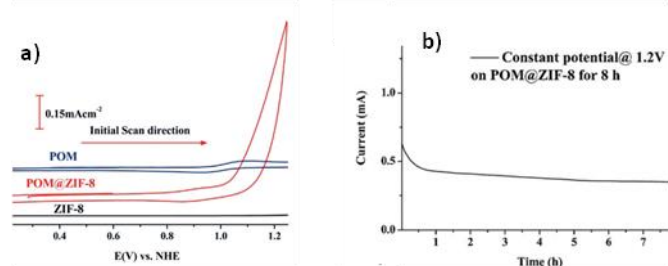 a)
0.15mAcm-2
Initial Scan direction
POM
POM@ZIF-8
ZIF-8
0.4 0.6 0.8 1.0 1.2
E(V) vs. NHE
b)
Constant potential@ 1.2V
on POM@ZIF-8 for 8 h
Current (mA)
1.0
0.5
0.0
1 2 3 4 5 6 7
Time (h)